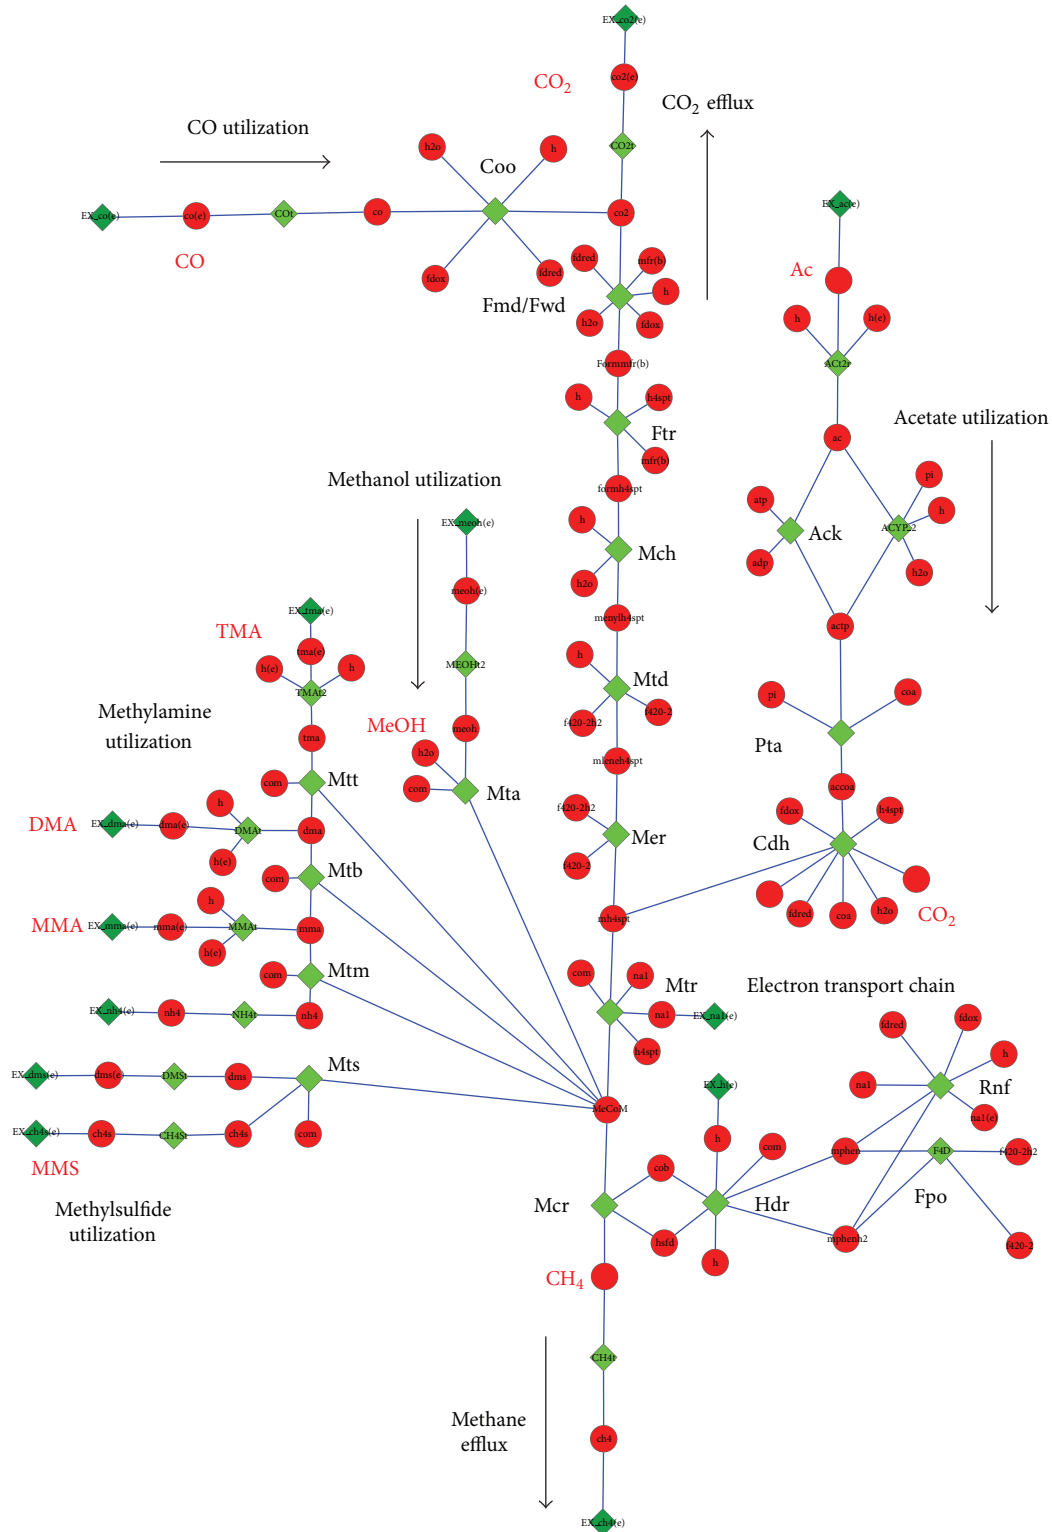 EX_co2(e)
co2(e)
CO2
CO2 efflux
CO utilization
CO2t
h2o
h
Coo
EX_co(e)
co(e)
COt
co
co2
CO
fdox
fdred
EX_ac(e)
Ac
fdred
mfr(b)
h
Fmd/Fwd
h2o
fdox
h
h(e)
ACt2r
Formmfr(b)
h
h4spt
Ftr
mfr(b)
Acetate utilization
ac
Methanol utilization
formh4spt
pi
atp
h
EX_meoh(e)
h
Ack
ACYP_2
Mch
adp
h2o
h2o
meoh(e)
EX_tma(e)
menylh4spt
actp
TMA
tma(e)
h(e)
h
TMAt2
MEOHt2
h
Mtd
f420-2h2
f420-2
pi
coa
Methylamine
utilization
tma
MeOH
meoh
Pta
h2o
mleneh4spt
com
Mtt
com
Mta
accoa
h
f420-2h2
fdox
h4spt
DMA
EX_dma(e)
dma(e)
DMAt
dma
Mer
Cdh
h(e)
f420-2
com
Mtb
h
fdred
coa
h2o
CO2
MMA
EX_mma(e)
mma(e)
MMAt
mma
mh4spt
h(e)
com
Mtm
com
na1
Mtr
Electron transport chain
EX_nh4(e)
nh4
NH4t
nh4
na1
EX_na1(e)
fdred
fdox
h4spt
h
Mts
EX_dms(e)
dms(e)
DMSt
dms
EX_h(e)
na1
Rnf
MeCoM
na1(e)
EX_ch4s(e)
ch4s
CH4St
ch4s
com
h
com
mphen
F4D
f420-2h2
MMS
cob
Methylsulfide
utilization
Mcr
Hdr
Fpo
hsfd
mphenh2
f420-2
h
CH4
CH4t
Methane
efflux
ch4
EX_ch4(e)